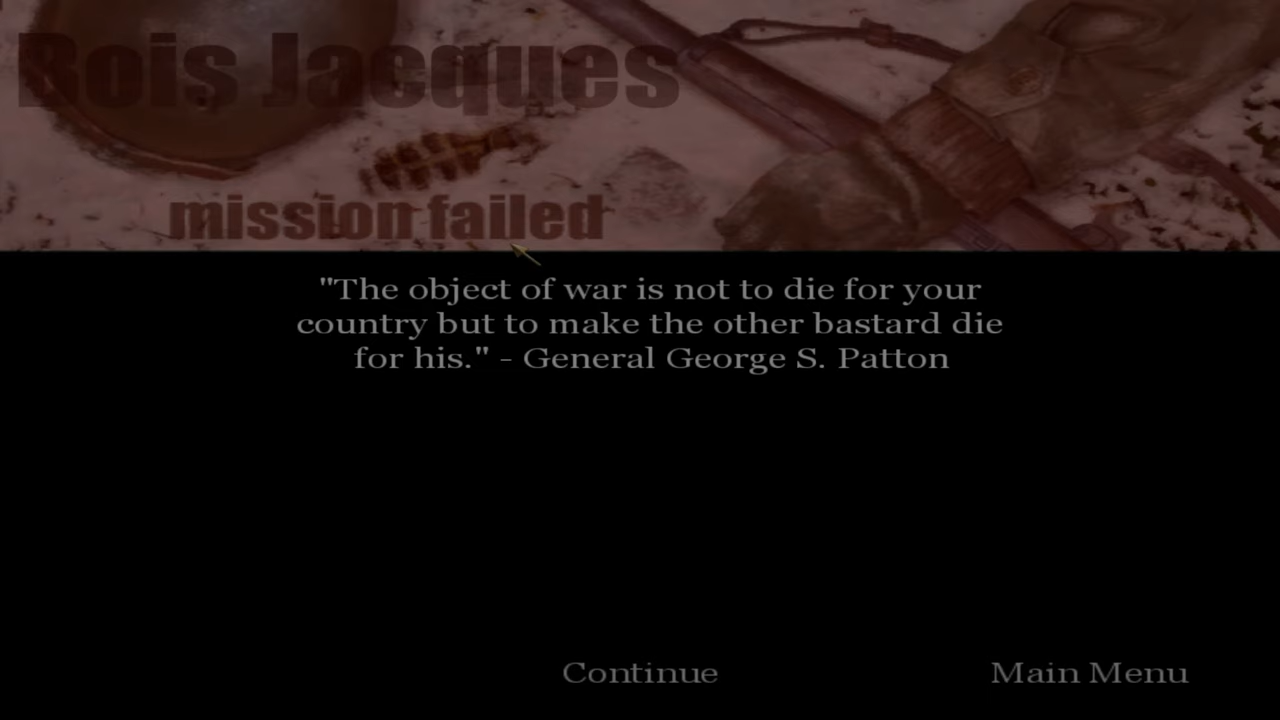 Bois Jacques
mission failed
"The object of war is not to die for your
country but to make the other bastard die
for his." - General George S. Patton
Continue
Main Menu